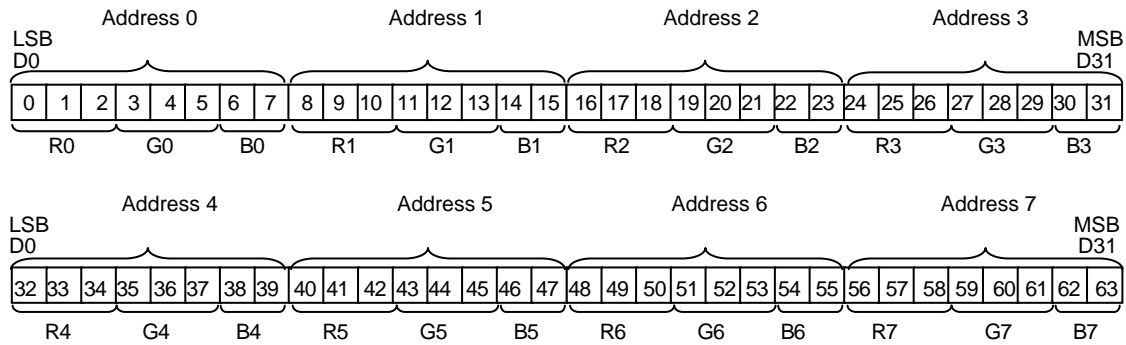 Address 0 Address 1 Address 2 Address 3
LSB MSB
D0 D31
0 1 2 3 4 5 6 7 8 9 10 11 12 13 14 15 16 17 18 19 20 21 22 23 24 25 26 27 28 29 30 31
R0 G0 B0 R1 G1 B1 R2 G2 B2 R3 G3 B3
Address 4 Address 5 Address 6 Address 7
LSB MSB
D0 D31
32 33 34 35 36 37 38 39 40 41 42 43 44 45 46 47 48 49 50 51 52 53 54 55 56 57 58 59 60 61 62 63
R4 G4 B4 R5 G5 B5 R6 G6 B6 R7 G7 B7